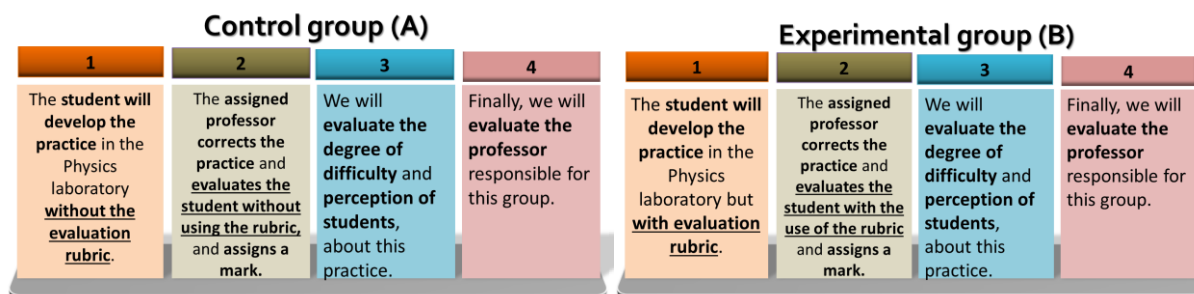 Control group (A)
1
The student will
develop the
practice in the
Physics
laboratory
without the
evaluation
rubric.
2
The assigned
professor
corrects the
practice and
evaluates the
student without
using the rubric,
and assigns a
mark.
3
We will
evaluate the
degree of
difficulty and
perception of
students,
about this
practice.
4
Finally, we will
evaluate the
professor
responsible for
this group.
Experimental group (B)
1
The student will
develop the
practice in the
Physics
laboratory but
with evaluation
rubric.
2
The assigned
professor
corrects the
practice and
evaluates the
student with the
use of the rubric
and assigns a
mark.
3
We will
evaluate the
degree of
difficulty and
perception of
students,
about this
practice.
4
Finally, we will
evaluate the
professor
responsible for
this group.